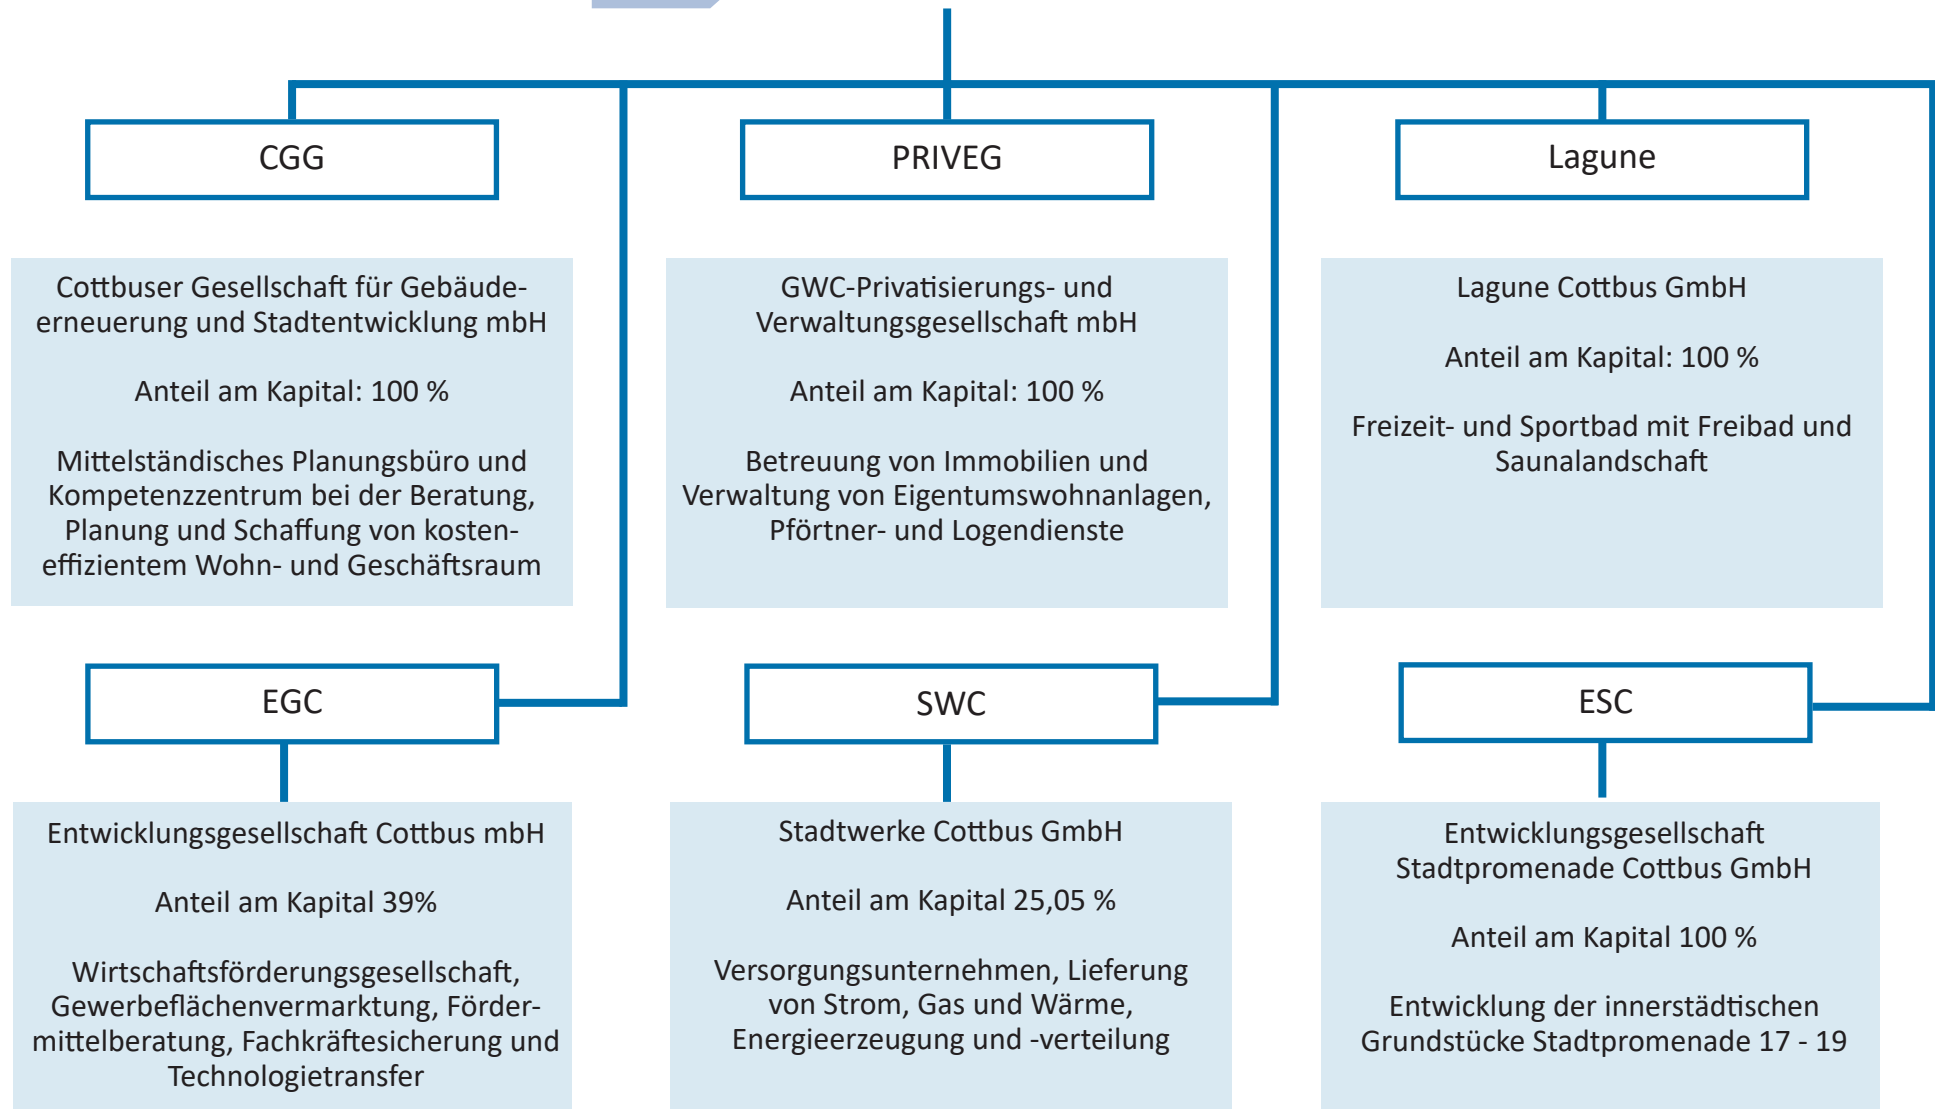 CGG
Cottbuser Gesellschaft für Gebäude-
erneuerung und Stadtentwicklung mbH
Anteil am Kapital: 100 %
Mittelständisches Planungsbüro und
Kompetenzzentrum bei der Beratung,
Planung und Schaffung von kosten-
effizientem Wohn- und Geschäftsraum
PRIVEG
GWC-Privatisierungs- und
Verwaltungsgesellschaft mbH
Anteil am Kapital: 100 %
Betreuung von Immobilien und
Verwaltung von Eigentumswohnanlagen,
Pförtner- und Logendienste
Lagune
Lagune Cottbus GmbH
Anteil am Kapital: 100 %
Freizeit- und Sportbad mit Freibad und
Saunalandschaft
EGC
Entwicklungsgesellschaft Cottbus mbH
Anteil am Kapital 39%
Wirtschaftsförderungsgesellschaft,
Gewerbeflächenvermarktung, Förder-
mittelberatung, Fachkräftesicherung und
Technologietransfer
SWC
Stadtwerke Cottbus GmbH
Anteil am Kapital 25,05 %
Versorgungsunternehmen, Lieferung
von Strom, Gas und Wärme,
Energieerzeugung und -verteilung
ESC
Entwicklungsgesellschaft
Stadtpromenade Cottbus GmbH
Anteil am Kapital 100 %
Entwicklung der innerstädtischen
Grundstücke Stadtpromenade 17 - 19